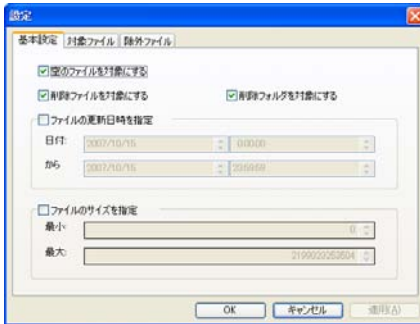 設定
基本設定 対象ファイル 除外ファイル
空のファイルを対象にする
削除ファイルを対象にする 削除フォルダを対象にする
ファイルの更新日時を指定
日付: 2007/10/15 0:00:00
から 2007/10/15 23:59:59
ファイルのサイズを指定
最小: 0
最大:
OK キャンセル 適用(A)